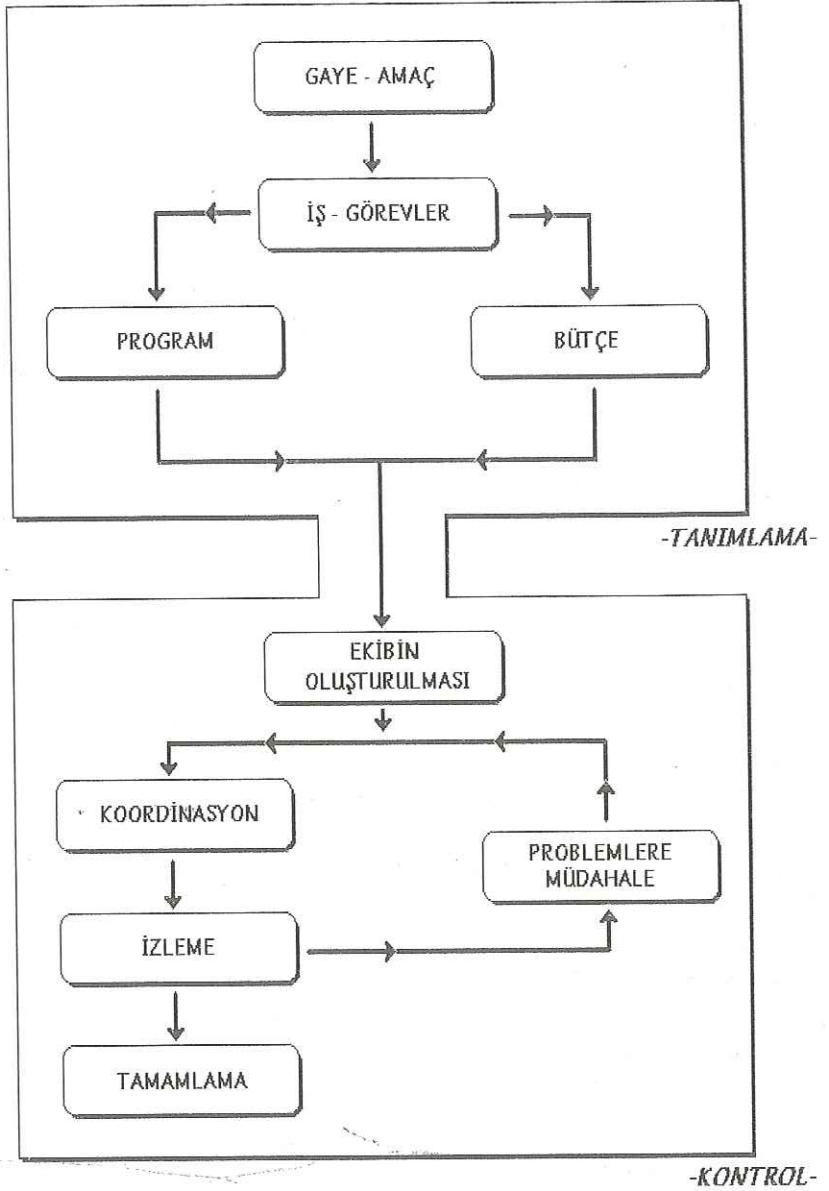 GAYE - AMAÇ
İŞ - GÖREVLER
PROGRAM
BÜTÇE
-TANIMLAMA-
EKİBİN
OLUŞTURULMASI
KOORDİNASYON
PROBLEMLERE
MÜDAHALE
İZLEME
TAMAMLAMA
-KONTROL-